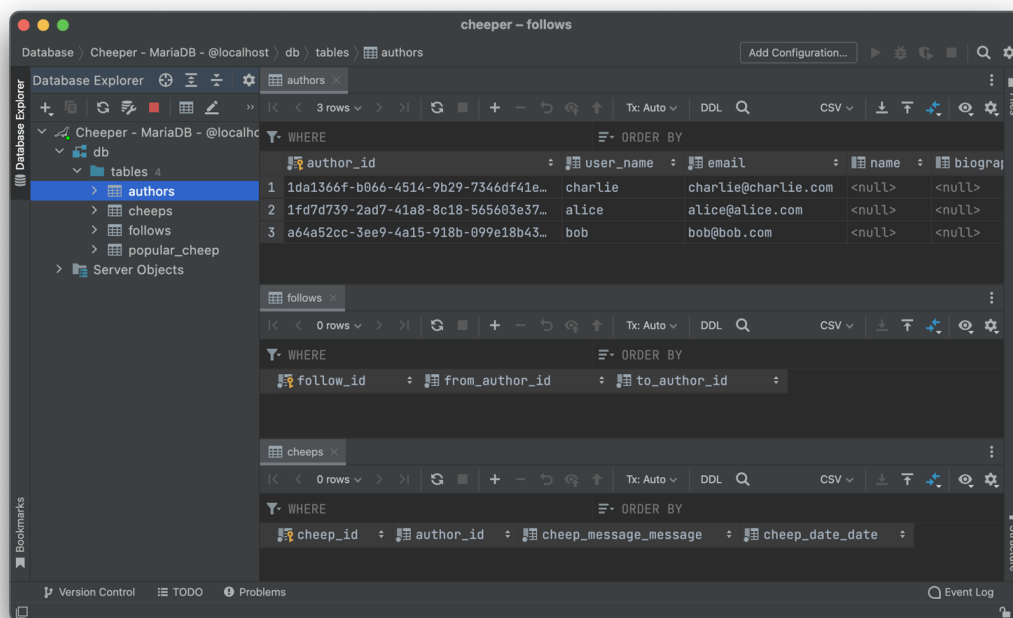 cheeper – follows
Database Cheeper - MariaDB - @localhost db tables authors
Add Configuration...
Database Explorer
Database Explorer
Cheeper - MariaDB - @localho
db
tables 4
authors
cheeps
follows
popular_cheep
Server Objects
Bookmarks
authors
3 rows Tx: Auto DDL CSV
WHERE ORDER BY
author_id user_name email name biograp
1 1da1366f-b066-4514-9b29-7346df41e… charlie charlie@charlie.com <null> <null>
2 1fd7d739-2ad7-41a8-8c18-565603e37… alice alice@alice.com <null> <null>
3 a64a52cc-3ee9-4a15-918b-099e18b43… bob bob@bob.com <null> <null>
follows
0 rows Tx: Auto DDL CSV
WHERE ORDER BY
follow_id from_author_id to_author_id
cheeps
0 rows Tx: Auto DDL CSV
WHERE ORDER BY
cheep_id author_id cheep_message_message cheep_date_date
Version Control TODO Problems Event Log